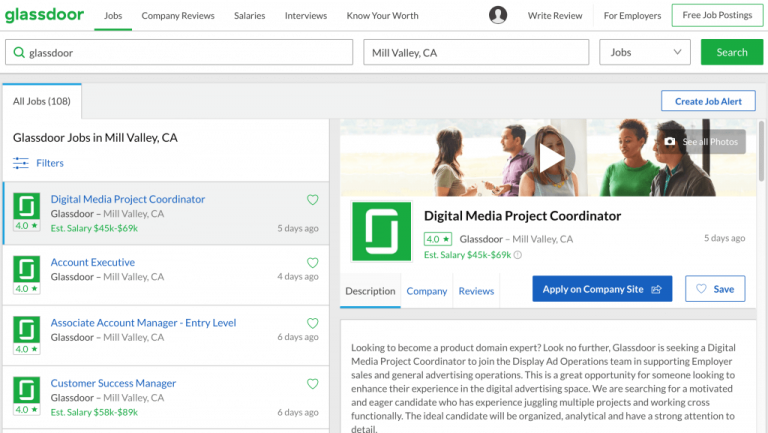 glassdoor Jobs Company Reviews Salaries Interviews Know Your Worth Write Review For Employers Free Job Postings
glassdoor Mill Valley, CA Jobs Search
All Jobs (108) Create Job Alert
Glassdoor Jobs in Mill Valley, CA
Filters
Digital Media Project Coordinator
Glassdoor – Mill Valley, CA
4.0 ★ Est. Salary $45k-$69k 5 days ago
Account Executive
Glassdoor – Mill Valley, CA
4.0 ★ 4 days ago
Associate Account Manager - Entry Level
Glassdoor – Mill Valley, CA
4.0 ★ 6 days ago
Customer Success Manager
Glassdoor – Mill Valley, CA
4.0 ★ Est. Salary $58k-$89k 6 days ago
See all Photos
Digital Media Project Coordinator
4.0 ★ Glassdoor – Mill Valley, CA 5 days ago
Est. Salary $45k-$69k
Description Company Reviews Apply on Company Site Save
Looking to become a product domain expert? Look no further, Glassdoor is seeking a Digital
Media Project Coordinator to join the Display Ad Operations team in supporting Employer
sales and general advertising operations. This is a great opportunity for someone looking to
enhance their experience in the digital advertising space. We are searching for a motivated
and eager candidate who has experience juggling multiple projects and working cross
functionally. The ideal candidate will be organized, analytical and have a strong attention to
detail.